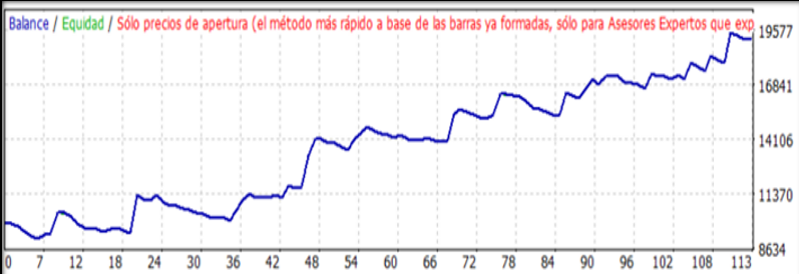 Balance / Equidad / Sólo precios de apertura (el método más rápido a base de las barras ya formadas, sólo para Asesores Expertos que exp
19577
16841
14106
11370
8634
0 7 12 18 24 30 36 42 48 54 60 66 72 78 84 90 96 102 108 113